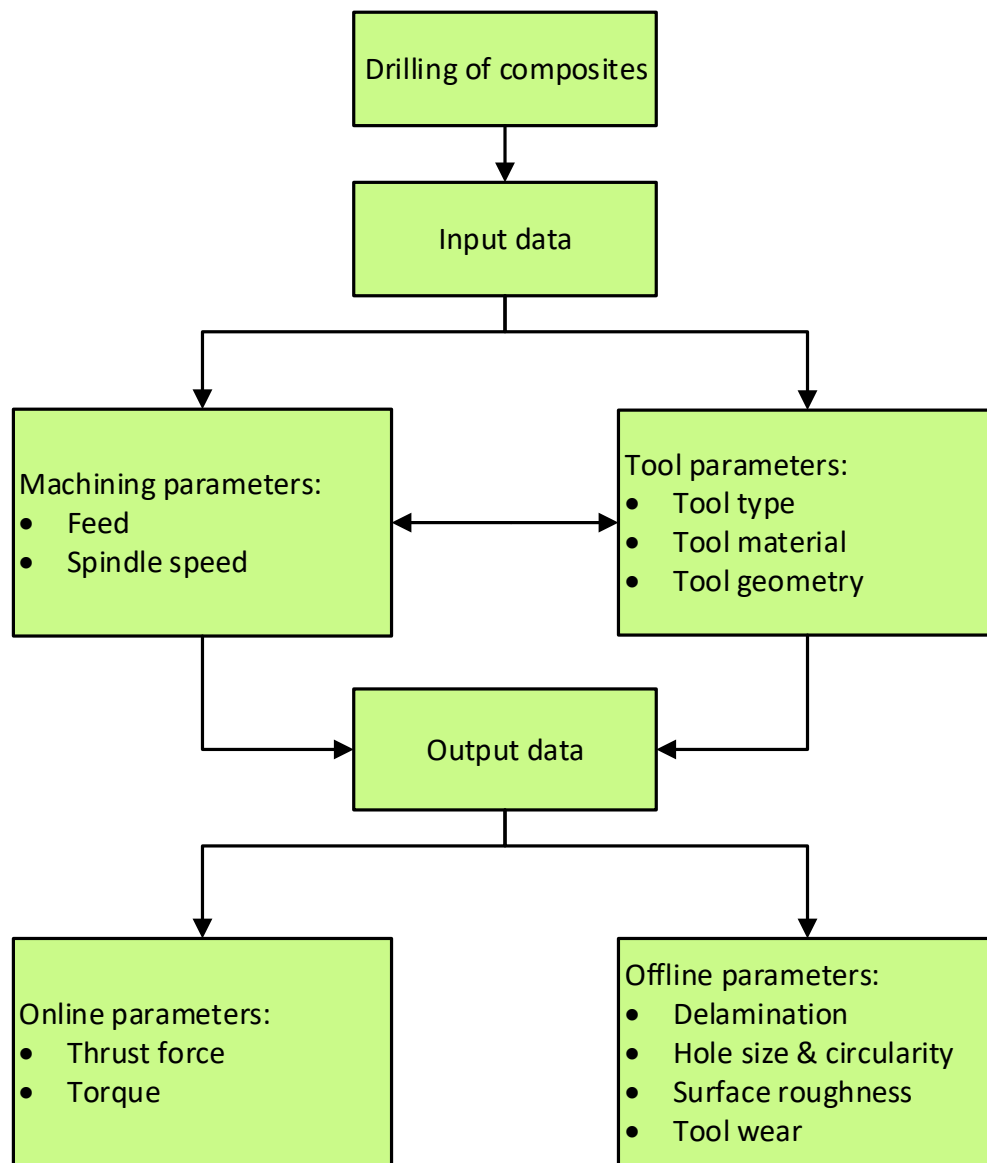 Drilling of composites
Input data
Machining parameters:
• Feed
• Spindle speed
Tool parameters:
• Tool type
• Tool material
• Tool geometry
Output data
Online parameters:
• Thrust force
• Torque
Offline parameters:
• Delamination
• Hole size & circularity
• Surface roughness
• Tool wear